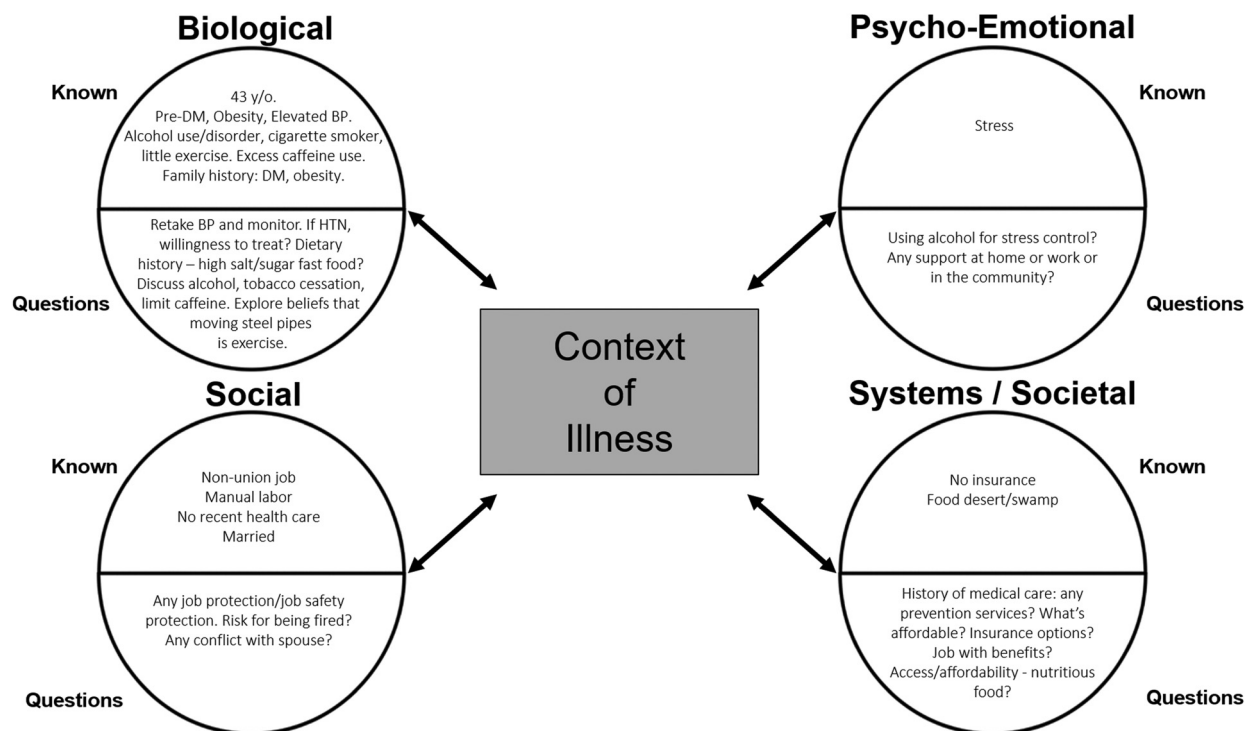 Biological
Known
43 y/o.
Pre-DM, Obesity, Elevated BP.
Alcohol use/disorder, cigarette smoker,
little exercise. Excess caffeine use.
Family history: DM, obesity.
Retake BP and monitor. If HTN,
willingness to treat? Dietary
history – high salt/sugar fast food?
Discuss alcohol, tobacco cessation,
limit caffeine. Explore beliefs that
moving steel pipes
is exercise.
Questions
Psycho-Emotional
Known
Stress
Using alcohol for stress control?
Any support at home or work or
in the community?
Questions
Context
of
Illness
Social
Known
Non-union job
Manual labor
No recent health care
Married
Any job protection/job safety
protection. Risk for being fired?
Any conflict with spouse?
Questions
Systems / Societal
Known
No insurance
Food desert/swamp
History of medical care: any
prevention services? What’s
affordable? Insurance options?
Job with benefits?
Access/affordability - nutritious
food?
Questions